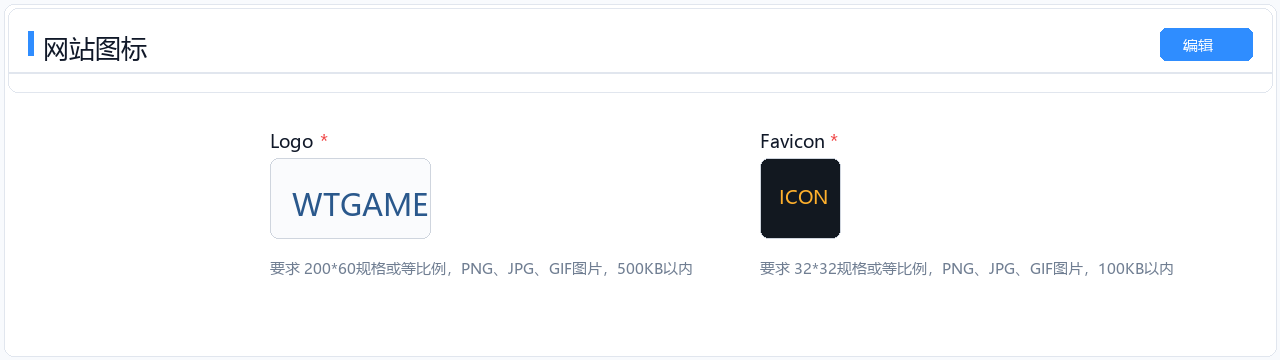 网站图标
编辑
Logo *
Favicon *
WTGAME
ICON
要求 200*60规格或等比例，PNG、JPG、GIF图片，500KB以内
要求 32*32规格或等比例，PNG、JPG、GIF图片，100KB以内